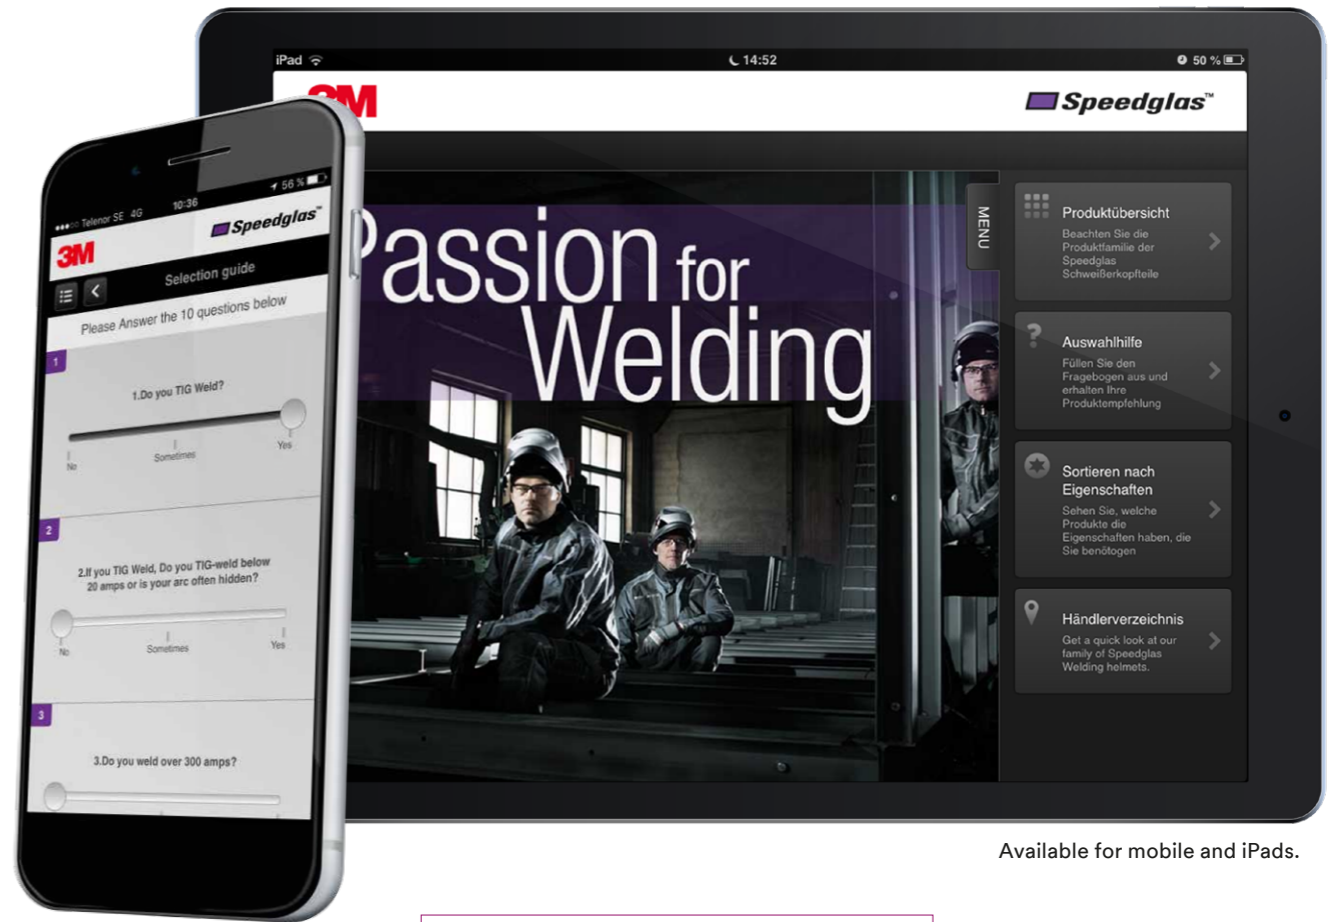 iPad
14:52
50 %
3M
Speedglas™
Passion for
Welding
MENU
Produktübersicht
Beachten Sie die
Produktfamilie der
Speedglas
Schweißerkopfteile
Auswahlhilfe
Füllen Sie den
Fragebogen aus und
erhalten Ihre
Produktempfehlung
Sortieren nach
Eigenschaften
Sehen Sie, welche
Produkte die
Eigenschaften haben, die
Sie benötogen
Händlerverzeichnis
Get a quick look at our
family of Speedglas
Welding helmets.
Telenor SE 4G
10:36
56 %
3M
Speedglas™
Selection guide
Please Answer the 10 questions below
1
1.Do you TIG Weld?
No
Sometimes
Yes
2
2.If you TIG Weld, Do you TIG-weld below
20 amps or is your arc often hidden?
No
Sometimes
Yes
3
3.Do you weld over 300 amps?
Available for mobile and iPads.